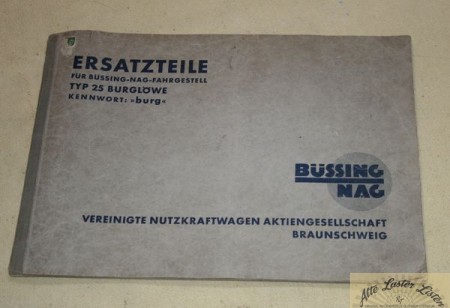 ERSATZTEILE
FÜR BÜSSING-NAG-FAHRGESTELL
TYP 25 BURGLÖWE
KENNWORT: »burg«
BÜSSING
NAG
VEREINIGTE NUTZKRAFTWAGEN AKTIENGESELLSCHAFT
BRAUNSCHWEIG
Alte Laster Listen